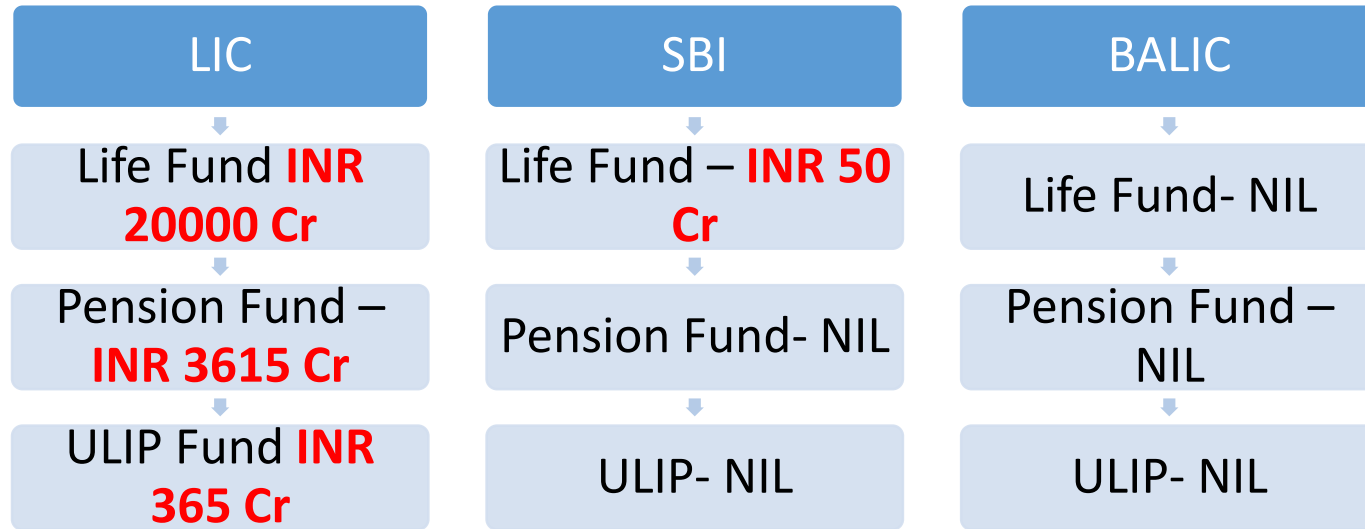 LIC
Life Fund INR
20000 Cr
Pension Fund –
INR 3615 Cr
ULIP Fund INR
365 Cr
SBI
Life Fund – INR 50
Cr
Pension Fund- NIL
ULIP- NIL
BALIC
Life Fund- NIL
Pension Fund –
NIL
ULIP- NIL